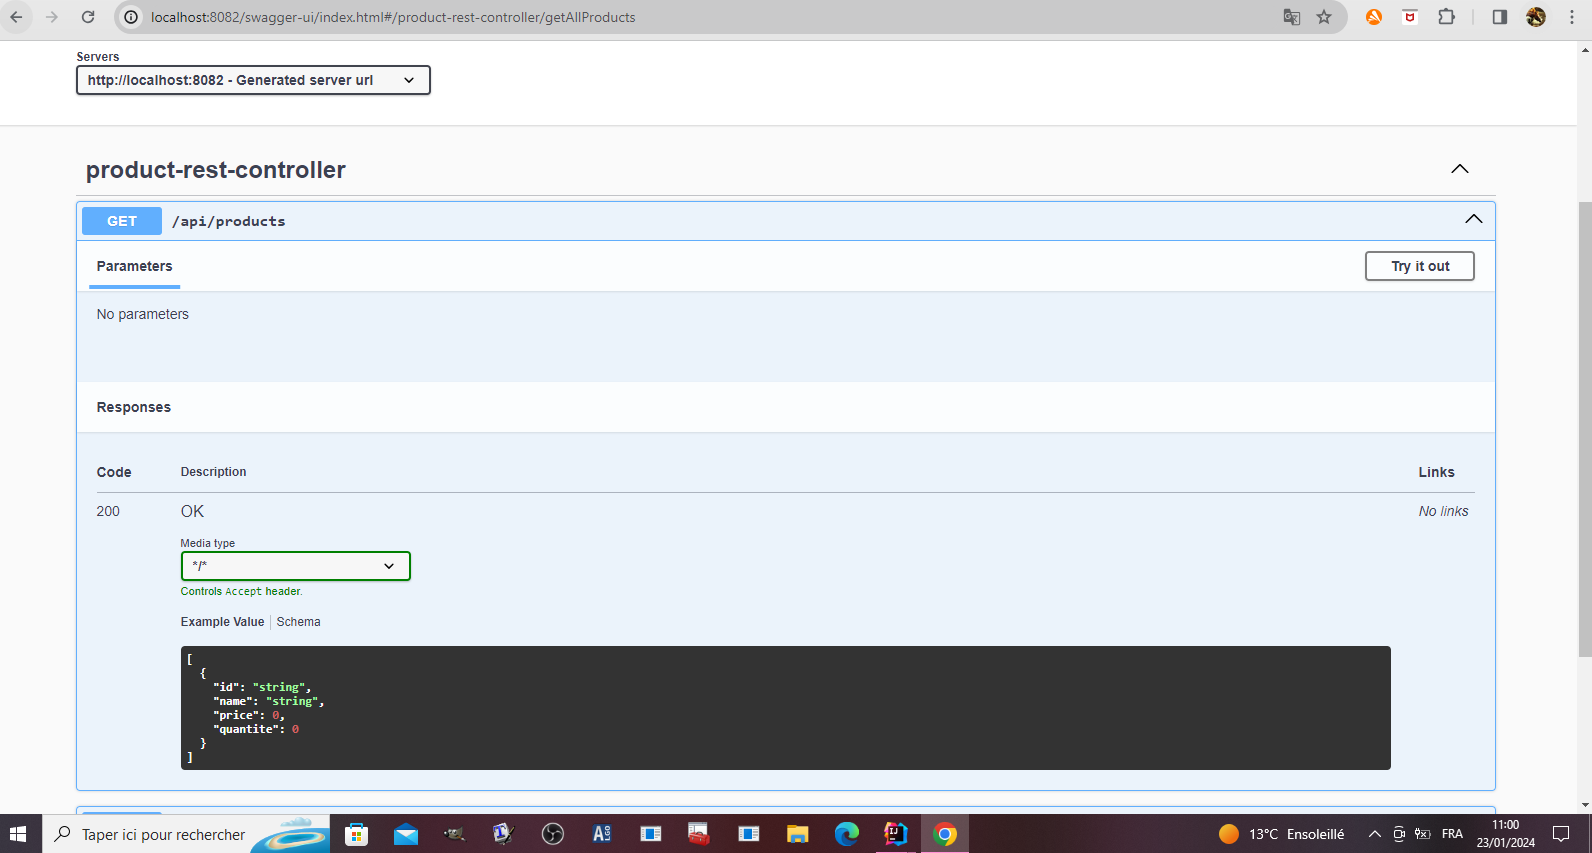 localhost:8082/swagger-ui/index.html#/product-rest-controller/getAllProducts
Servers
http://localhost:8082 - Generated server url
product-rest-controller
GET /api/products
Parameters
Try it out
No parameters
Responses
Code Description Links
200 OK No links
Media type
*/*
Controls Accept header.
Example Value Schema
[
{
"id": "string",
"name": "string",
"price": 0,
"quantite": 0
}
]
Taper ici pour rechercher
13°C Ensoleillé
FRA
11:00
23/01/2024